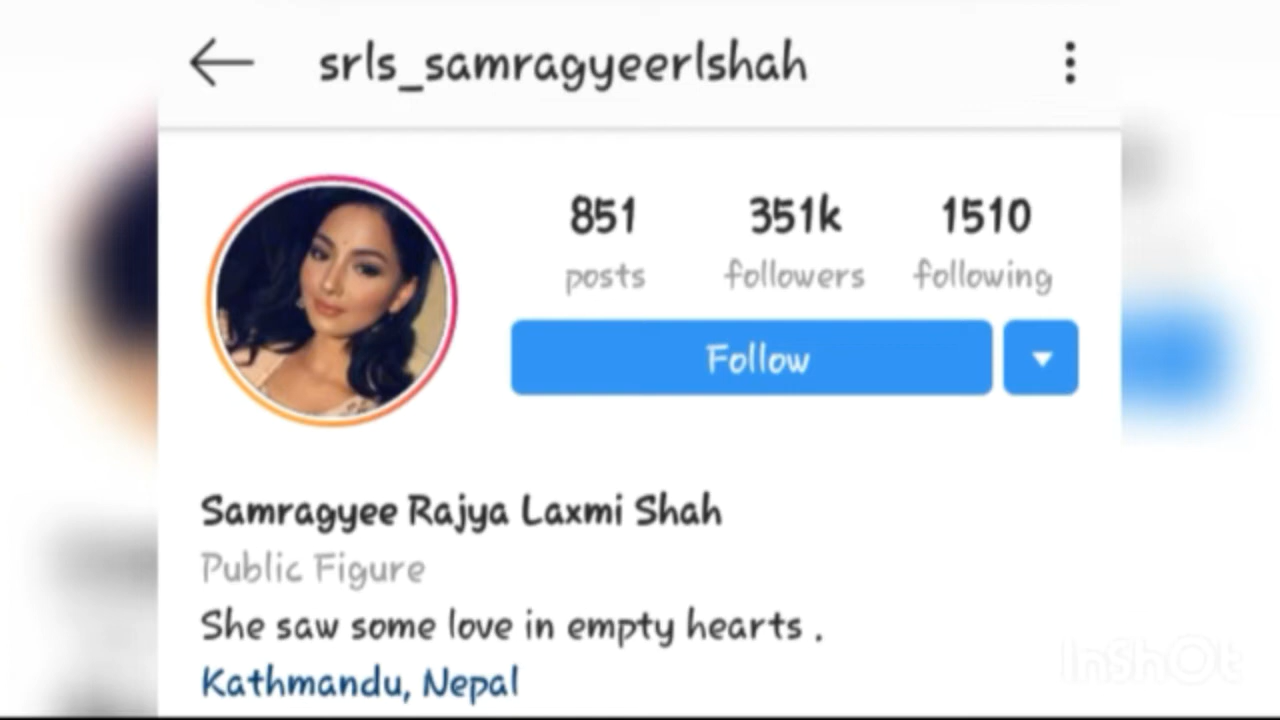 srls_samragyeerlshah
851 351k 1510
posts followers following
Follow
Samragyee Rajya Laxmi Shah
Public Figure
She saw some love in empty hearts .
Kathmandu, Nepal
InShOt